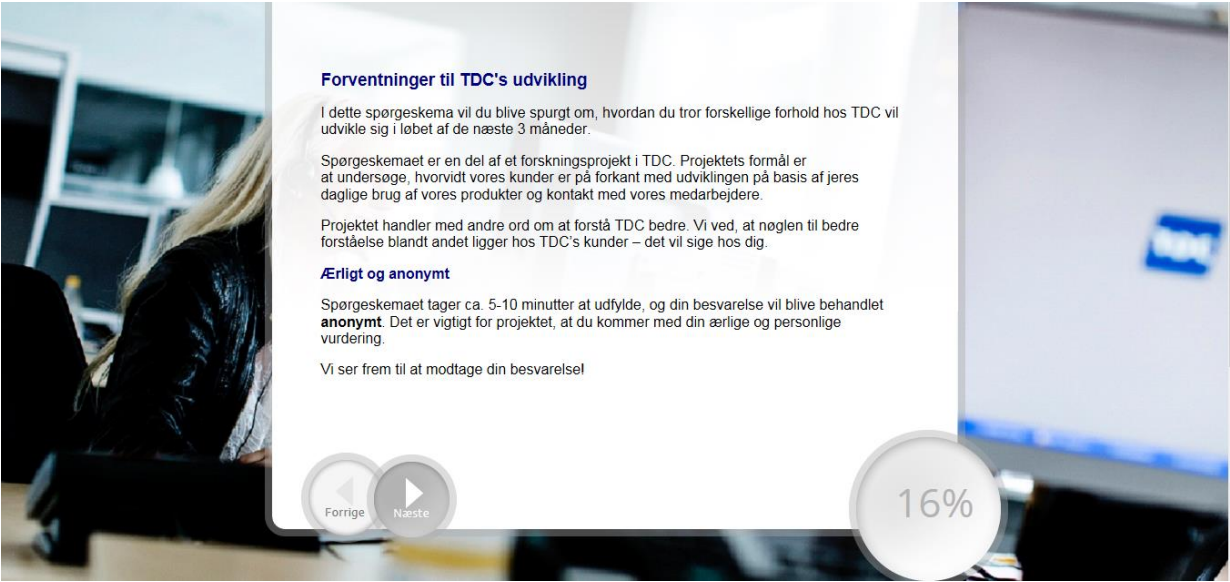 Forventninger til TDC's udvikling
I dette spørgeskema vil du blive spurgt om, hvordan du tror forskellige forhold hos TDC vil
udvikle sig i løbet af de næste 3 måneder.
Spørgeskemaet er en del af et forskningsprojekt i TDC. Projektets formål er
at undersøge, hvorvidt vores kunder er på forkant med udviklingen på basis af jeres
daglige brug af vores produkter og kontakt med vores medarbejdere.
Projektet handler med andre ord om at forstå TDC bedre. Vi ved, at nøglen til bedre
forståelse blandt andet ligger hos TDC’s kunder – det vil sige hos dig.
Ærligt og anonymt
Spørgeskemaet tager ca. 5-10 minutter at udfylde, og din besvarelse vil blive behandlet
anonymt. Det er vigtigt for projektet, at du kommer med din ærlige og personlige
vurdering.
Vi ser frem til at modtage din besvarelse!
Forrige
Næste
16%
TDC